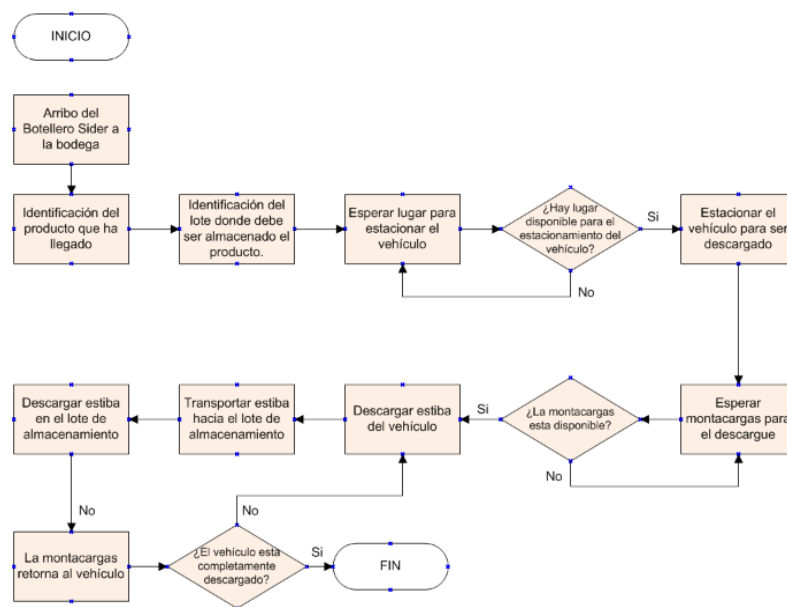 INICIO
Arribo del
Botellero Sider a
la bodega
Identificación del
producto que ha
llegado
Identificación del
lote donde debe
ser almacenado el
producto.
Esperar lugar para
estacionar el
vehículo
¿Hay lugar
disponible para el
estacionamiento del
vehículo?
Si
No
Estacionar el
vehículo para ser
descargado
Esperar
montacargas para
el descargue
¿La montacargas
esta disponible?
Si
No
Descargar estiba
del vehículo
Transportar estiba
hacia el lote de
almacenamiento
Descargar estiba
en el lote de
almacenamiento
No
La montacargas
retorna al vehículo
¿El vehículo esta
completamente
descargado?
No
Si
FIN